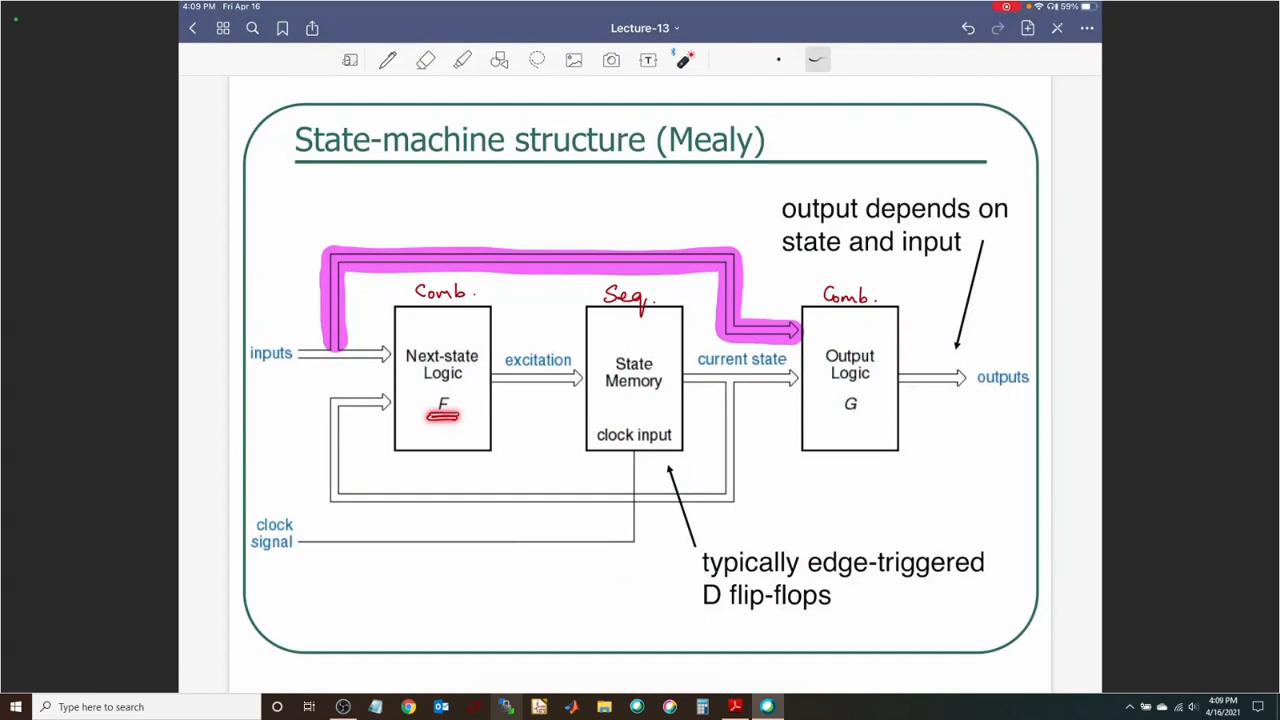 4:09 PM Fri Apr 16
59%
Lecture-13
T
State-machine structure (Mealy)
output depends on
state and input
Comb.
Seq.
Comb.
inputs
Next-state
Logic
F
excitation
State
Memory
clock input
current state
Output
Logic
G
outputs
clock
signal
typically edge-triggered
D flip-flops
Type here to search
4:09 PM
4/16/2021